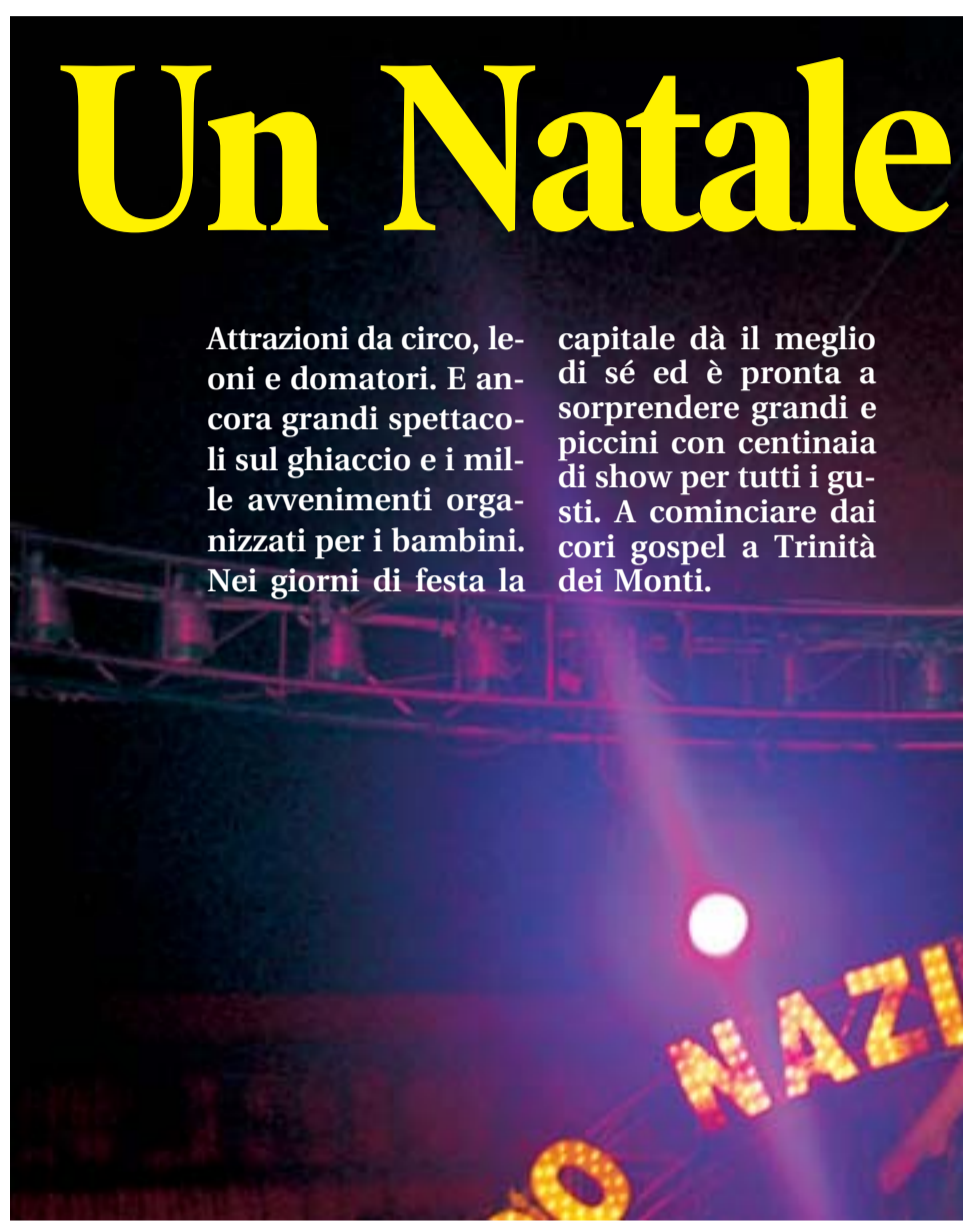 Un Natale
Attrazioni da circo, le-
oni e domatori. E an-
cora grandi spettaco-
li sul ghiaccio e i mil-
le avvenimenti orga-
nizzati per i bambini.
Nei giorni di festa la
capitale dà il meglio
di sé ed è pronta a
sorprendere grandi e
piccini con centinaia
di show per tutti i gu-
sti. A cominciare dai
cori gospel a Trinità
dei Monti.
O NAZI